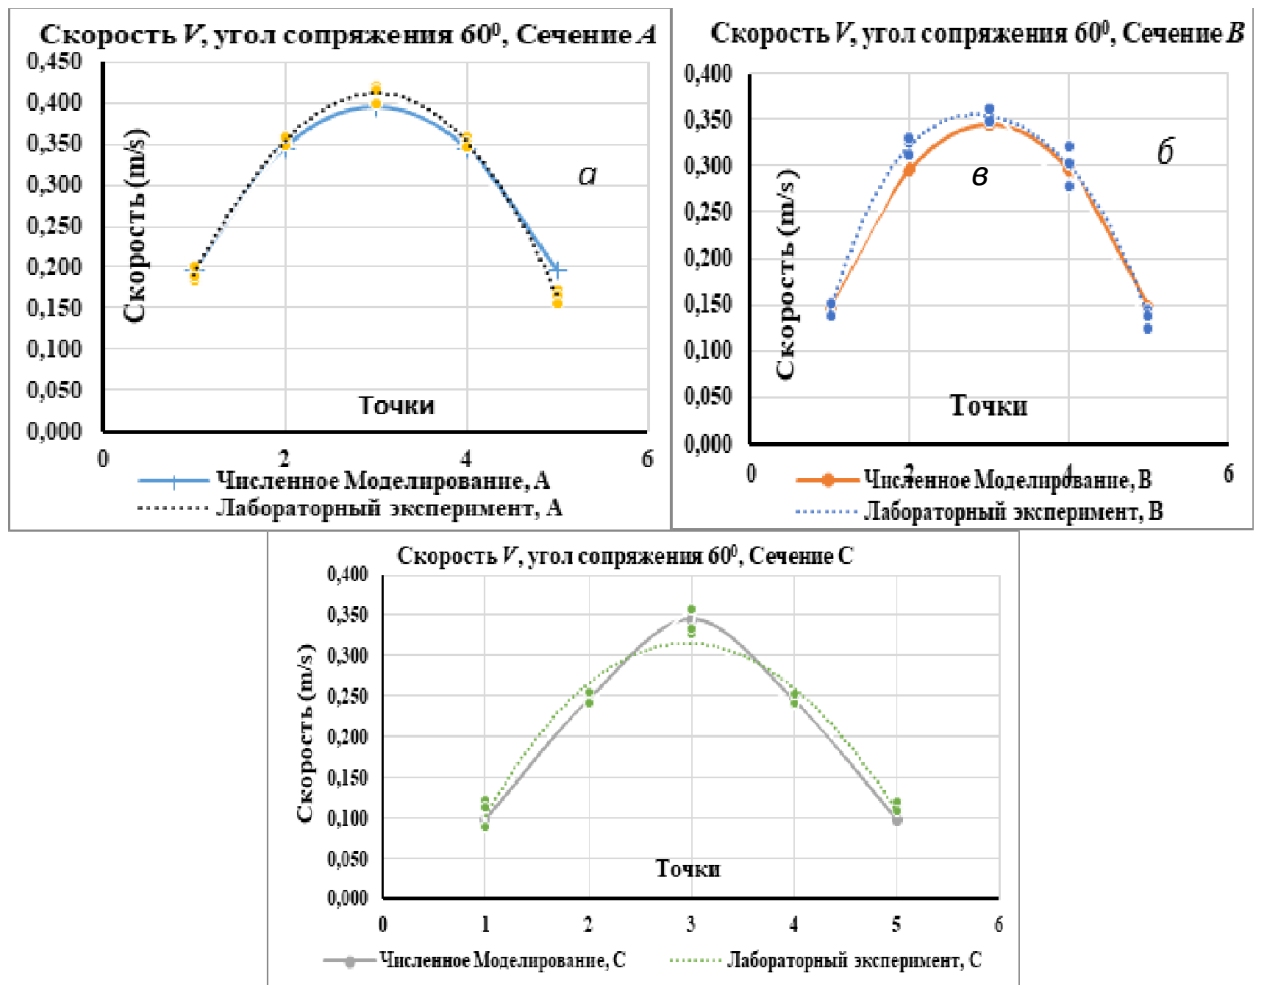 Скорость V, угол сопряжения 60⁰, Сечение A
0,450
0,400
0,350
0,300
0,250
0,200
0,150
0,100
0,050
0,000
Скорость (m/s)
а
Точки
0 2 4 6
Численное Моделирование, A
Лабораторный эксперимент, A
Скорость V, угол сопряжения 60⁰, Сечение B
0,400
0,350
0,300
0,250
0,200
0,150
0,100
0,050
0,000
Скорость (m/s)
б
в
Точки
0 2 4 6
Численное Моделирование, B
Лабораторный эксперимент, B
Скорость V, угол сопряжения 60⁰, Сечение C
0,400
0,350
0,300
0,250
0,200
0,150
0,100
0,050
0,000
Скорость (m/s)
Точки
0 1 2 3 4 5 6
Численное Моделирование, C
Лабораторный эксперимент, C